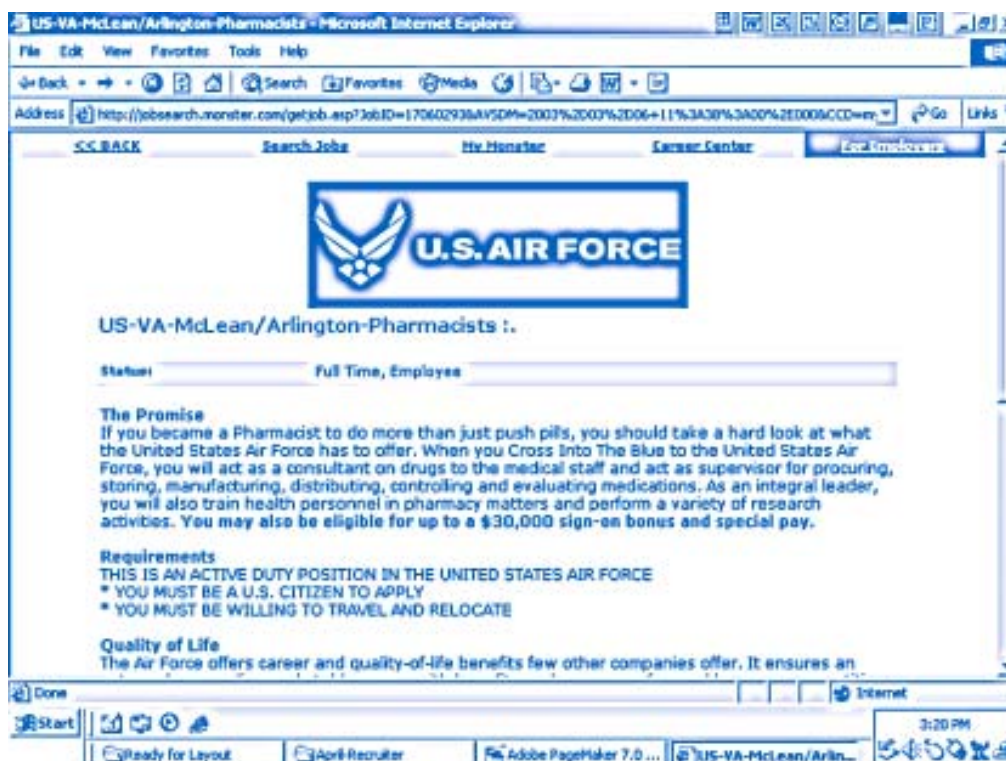 US-VA-McLean/Arlington-Pharmacists - Microsoft Internet Explorer
File Edit View Favorites Tools Help
Back Search Favorites Media
Address http://jobsearch.monster.com/getjob.asp? Go Links
<< BACK Search Jobs My Monster Career Center For Employers
U.S. AIR FORCE
US-VA-McLean/Arlington-Pharmacists :.
Status: Full Time, Employee
The Promise
If you became a Pharmacist to do more than just push pills, you should take a hard look at what
the United States Air Force has to offer. When you Cross Into The Blue to the United States Air
Force, you will act as a consultant on drugs to the medical staff and act as supervisor for procuring,
storing, manufacturing, distributing, controlling and evaluating medications. As an integral leader,
you will also train health personnel in pharmacy matters and perform a variety of research
activities. You may also be eligible for up to a $30,000 sign-on bonus and special pay.
Requirements
THIS IS AN ACTIVE DUTY POSITION IN THE UNITED STATES AIR FORCE
* YOU MUST BE A U.S. CITIZEN TO APPLY
* YOU MUST BE WILLING TO TRAVEL AND RELOCATE
Quality of Life
The Air Force offers career and quality-of-life benefits few other companies offer. It ensures an
Done Internet
Start 3:20 PM
Ready for Layout April-Recruiter Adobe PageMaker 7.0 ... US-VA-McLean/Arlin...